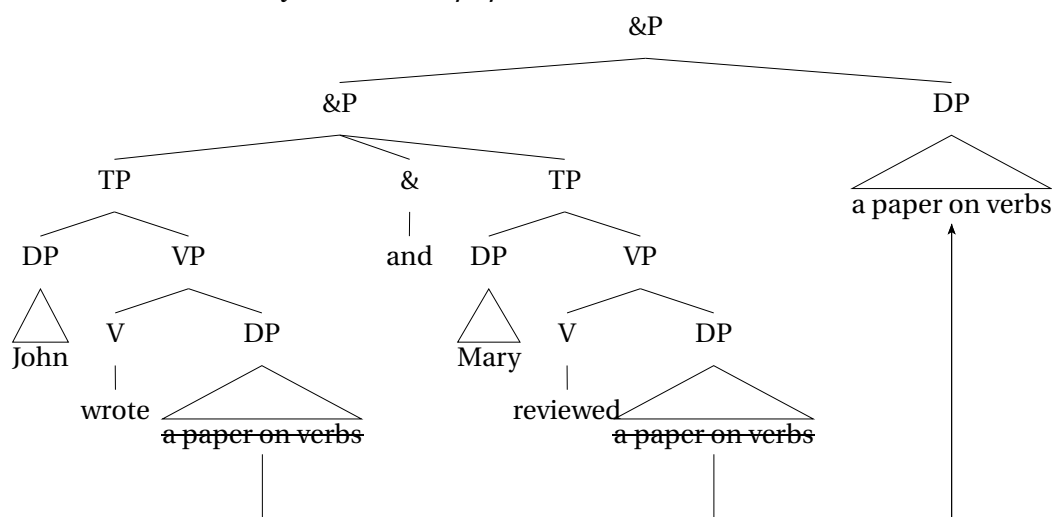 &P
&P DP
TP & TP
a paper on verbs
DP VP and DP VP
John V DP Mary V DP
wrote reviewed
a paper on verbs a paper on verbs